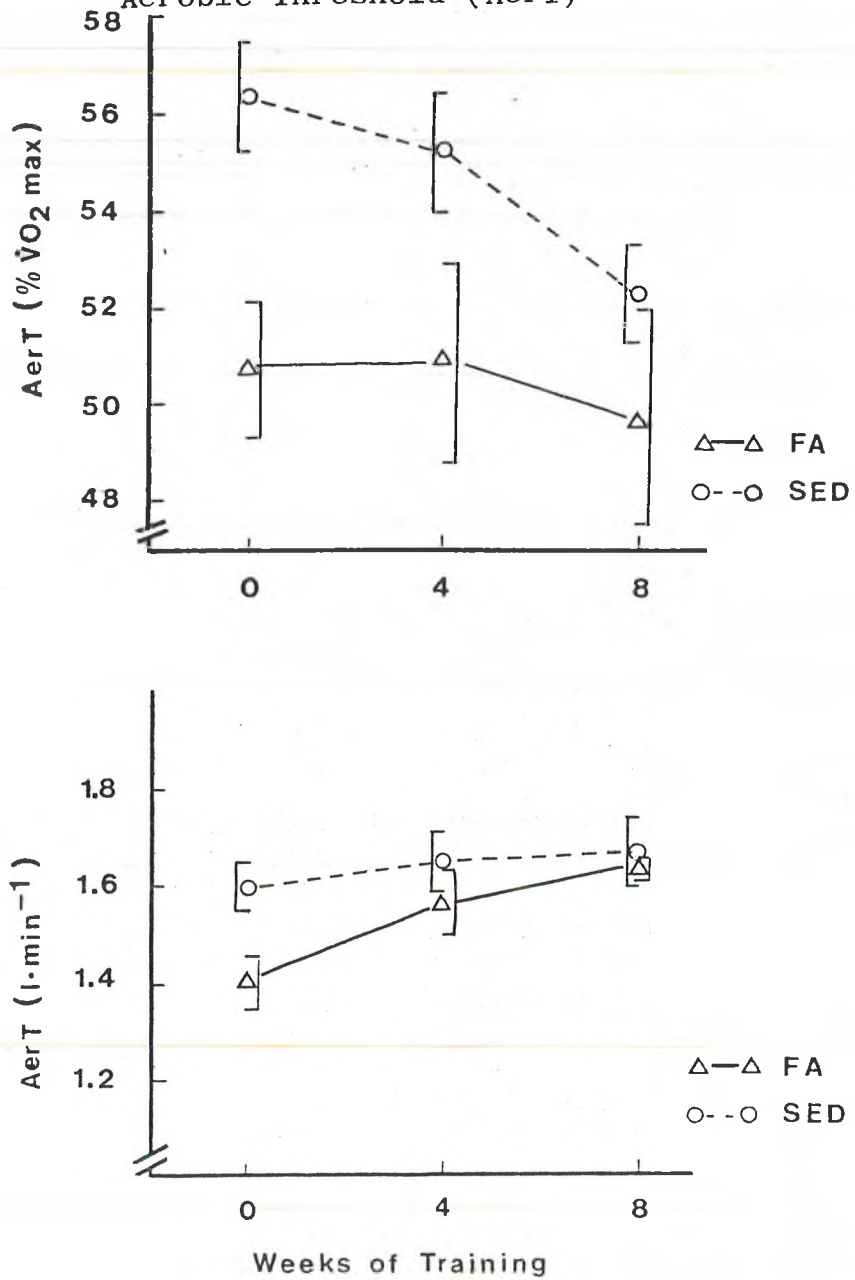 Aerobic Threshold (AerT)
58
56
54
52
50
48
AerT (% V̇O₂ max)
0 4 8
△—△ FA
○--○ SED
1.8
1.6
1.4
1.2
AerT (l·min⁻¹)
0 4 8
△—△ FA
○--○ SED
Weeks of Training